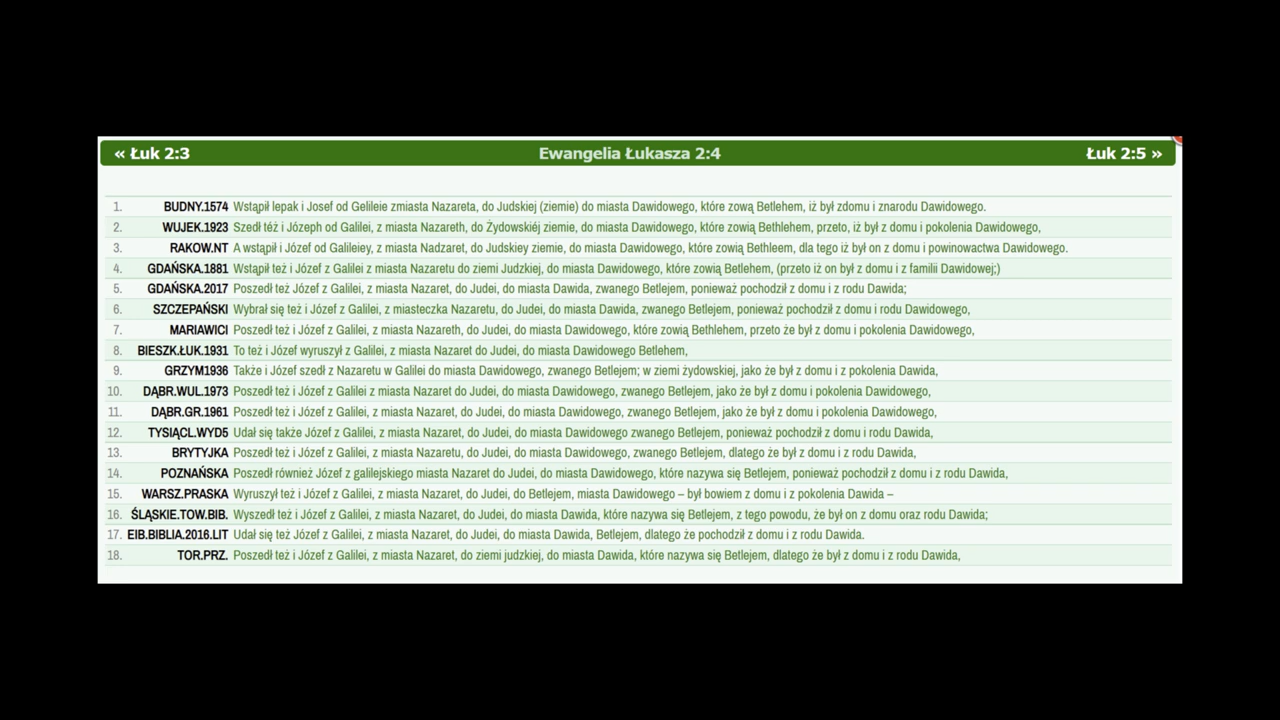 « Łuk 2:3 Ewangelia Łukasza 2:4 Łuk 2:5 »
1. BUDNY.1574 Wstąpił lepak i Josef od Gelileie zmiasta Nazareta, do Judskiej (ziemie) do miasta Dawidowego, które zową Betlehem, iż był zdomu i znarodu Dawidowego.
2. WUJEK.1923 Szedł téż i Józeph od Galilei, z miasta Nazareth, do Żydowskiéj ziemie, do miasta Dawidowego, które zowią Bethlehem, przeto, iż był z domu i pokolenia Dawidowego,
3. RAKOW.NT A wstąpił i Józef od Galileiey, z miasta Nadzaret, do Judskiey ziemie, do miasta Dawidowego, które zowią Bethleem, dla tego iż był on z domu i powinowactwa Dawidowego.
4. GDAŃSKA.1881 Wstąpił też i Józef z Galilei z miasta Nazaretu do ziemi Judzkiej, do miasta Dawidowego, które zowią Betlehem, (przeto iż on był z domu i z familii Dawidowej;)
5. GDAŃSKA.2017 Poszedł też Józef z Galilei, z miasta Nazaret, do Judei, do miasta Dawida, zwanego Betlejem, ponieważ pochodził z domu i z rodu Dawida;
6. SZCZEPAŃSKI Wybrał się też i Józef z Galilei, z miasteczka Nazaretu, do Judei, do miasta Dawida, zwanego Betlejem, ponieważ pochodził z domu i rodu Dawidowego,
7. MARIAWICI Poszedł też i Józef z Galilei, z miasta Nazareth, do Judei, do miasta Dawidowego, które zowią Bethlehem, przeto że był z domu i pokolenia Dawidowego,
8. BIESZK.ŁUK.1931 To też i Józef wyruszył z Galilei, z miasta Nazaret do Judei, do miasta Dawidowego Betlehem,
9. GRZYM1936 Także i Józef szedł z Nazaretu w Galilei do miasta Dawidowego, zwanego Betlejem; w ziemi żydowskiej, jako że był z domu i z pokolenia Dawida,
10. DĄBR.WUL.1973 Poszedł też i Józef z Galilei z miasta Nazaret do Judei, do miasta Dawidowego, zwanego Betlejem, jako że był z domu i pokolenia Dawidowego,
11. DĄBR.GR.1961 Poszedł też i Józef z Galilei, z miasta Nazaret, do Judei, do miasta Dawidowego, zwanego Betlejem, jako że był z domu i pokolenia Dawidowego,
12. TYSIĄCL.WYD5 Udał się także Józef z Galilei, z miasta Nazaret, do Judei, do miasta Dawidowego zwanego Betlejem, ponieważ pochodził z domu i rodu Dawida,
13. BRYTYJKA Poszedł też i Józef z Galilei, z miasta Nazaretu, do Judei, do miasta Dawidowego, zwanego Betlejem, dlatego że był z domu i z rodu Dawida,
14. POZNAŃSKA Poszedł również Józef z galilejskiego miasta Nazaret do Judei, do miasta Dawidowego, które nazywa się Betlejem, ponieważ pochodził z domu i z rodu Dawida,
15. WARSZ.PRASKA Wyruszył też i Józef z Galilei, z miasta Nazaret, do Judei, do Betlejem, miasta Dawidowego – był bowiem z domu i z pokolenia Dawida –
16. ŚLĄSKIE.TOW.BIB. Wyszedł też i Józef z Galilei, z miasta Nazaret, do Judei, do miasta Dawida, które nazywa się Betlejem, z tego powodu, że był on z domu oraz rodu Dawida;
17. EIB.BIBLIA.2016.LIT Udał się też Józef z Galilei, z miasta Nazaret, do Judei, do miasta Dawida, Betlejem, dlatego że pochodził z domu i z rodu Dawida.
18. TOR.PRZ. Poszedł też i Józef z Galilei, z miasta Nazaret, do ziemi judzkiej, do miasta Dawida, które nazywa się Betlejem, dlatego że był z domu i z rodu Dawida,